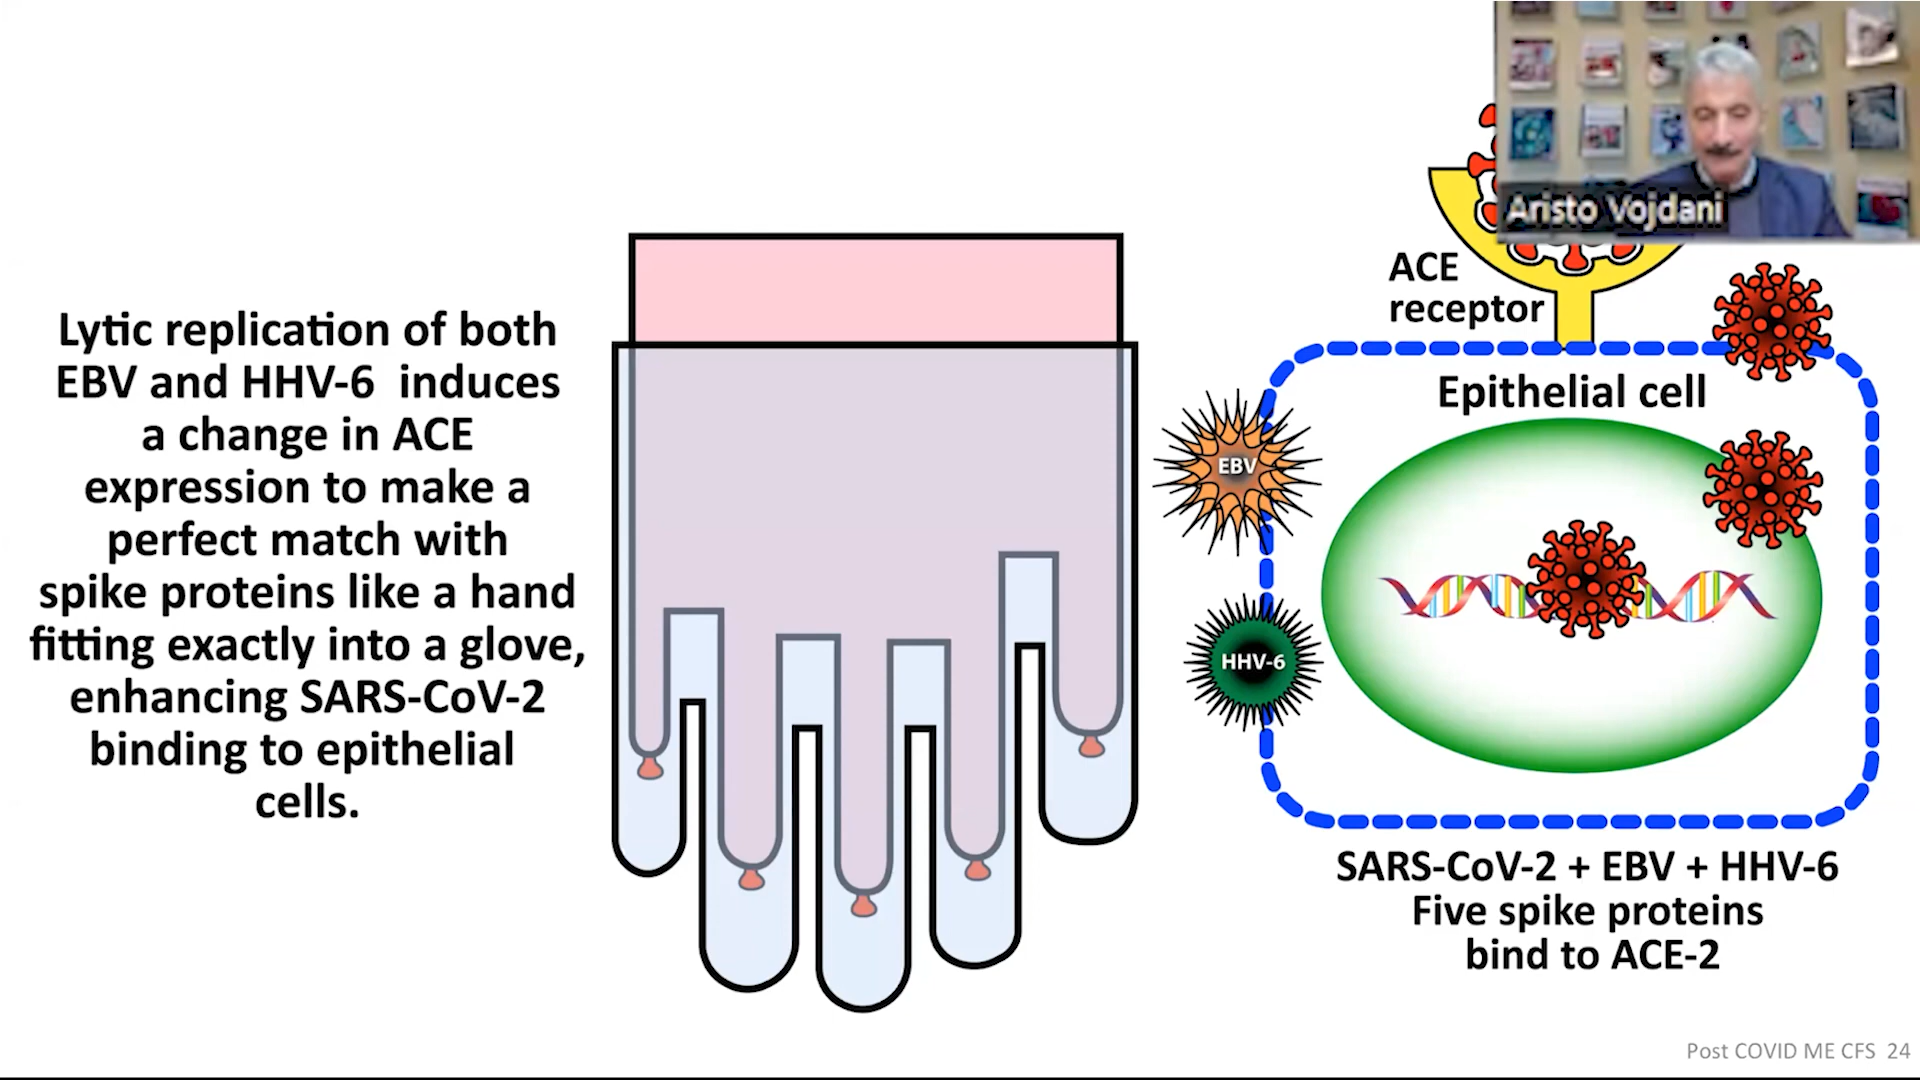 Aristo Vojdani
Lytic replication of both
EBV and HHV-6 induces
a change in ACE
expression to make a
perfect match with
spike proteins like a hand
fitting exactly into a glove,
enhancing SARS-CoV-2
binding to epithelial
cells.
ACE
receptor
Epithelial cell
EBV
HHV-6
SARS-CoV-2 + EBV + HHV-6
Five spike proteins
bind to ACE-2
Post COVID ME CFS 24